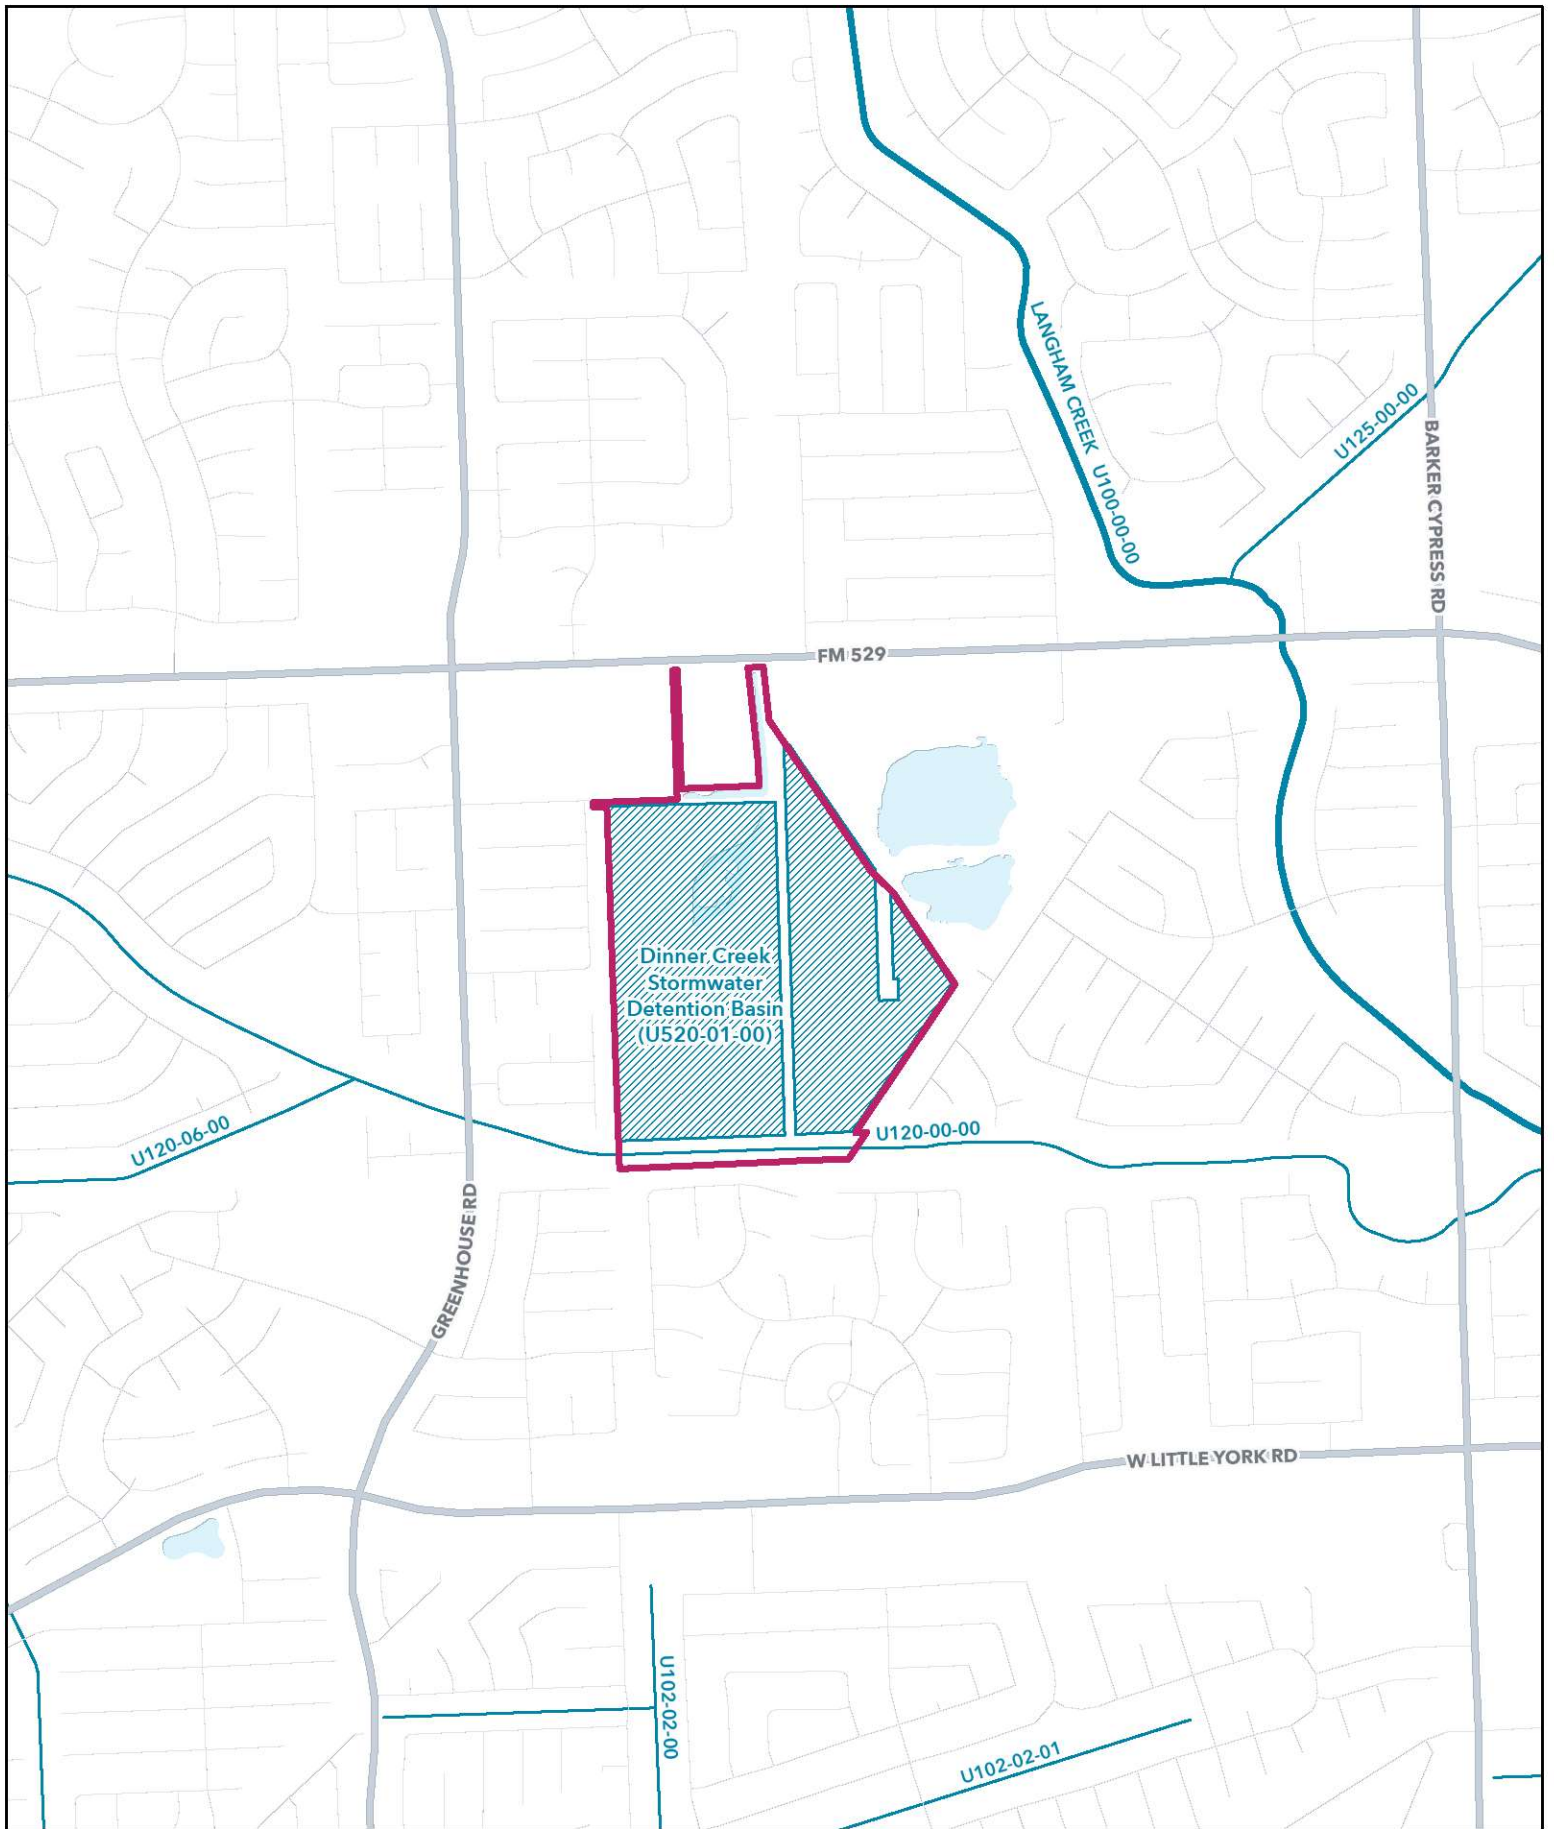 LANGHAM CREEK U100-00-00
U125-00-00
BARKER CYPRESS RD
FM 529
Dinner Creek
Stormwater
Detention Basin
(U520-01-00)
U120-06-00
U120-00-00
GREENHOUSE RD
W LITTLE YORK RD
U102-02-00
U102-02-01